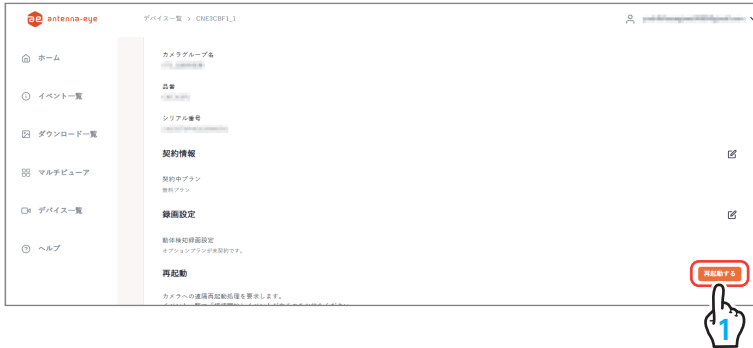 antenna-eye
デバイス一覧 > CNE3CBF1_1
ホーム
イベント一覧
ダウンロード一覧
マルチビューア
デバイス一覧
ヘルプ
カメラグループ名
品番
シリアル番号
契約情報
契約中プラン
無料プラン
録画設定
動体検知録画設定
オプションプランが未契約です。
再起動
再起動する
カメラへの遠隔再起動処理を要求します。
1